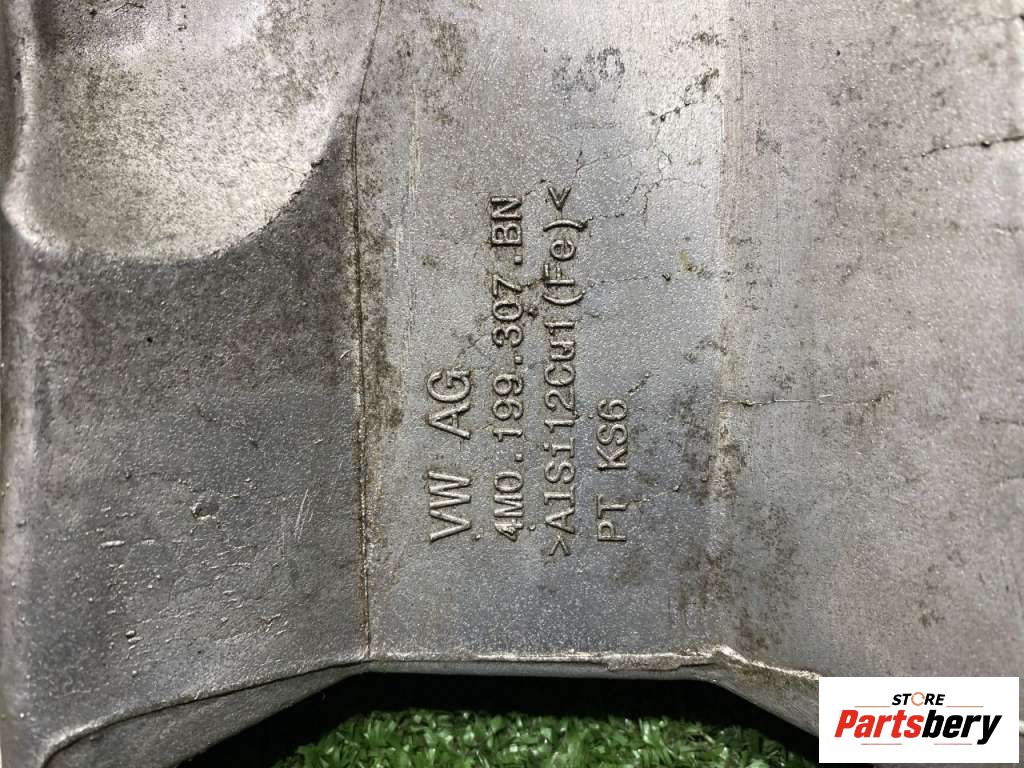 VW AG
4M0.199.307.BN
>AlSi12Cu1(Fe)<
PT KS6
STORE
Partsbery